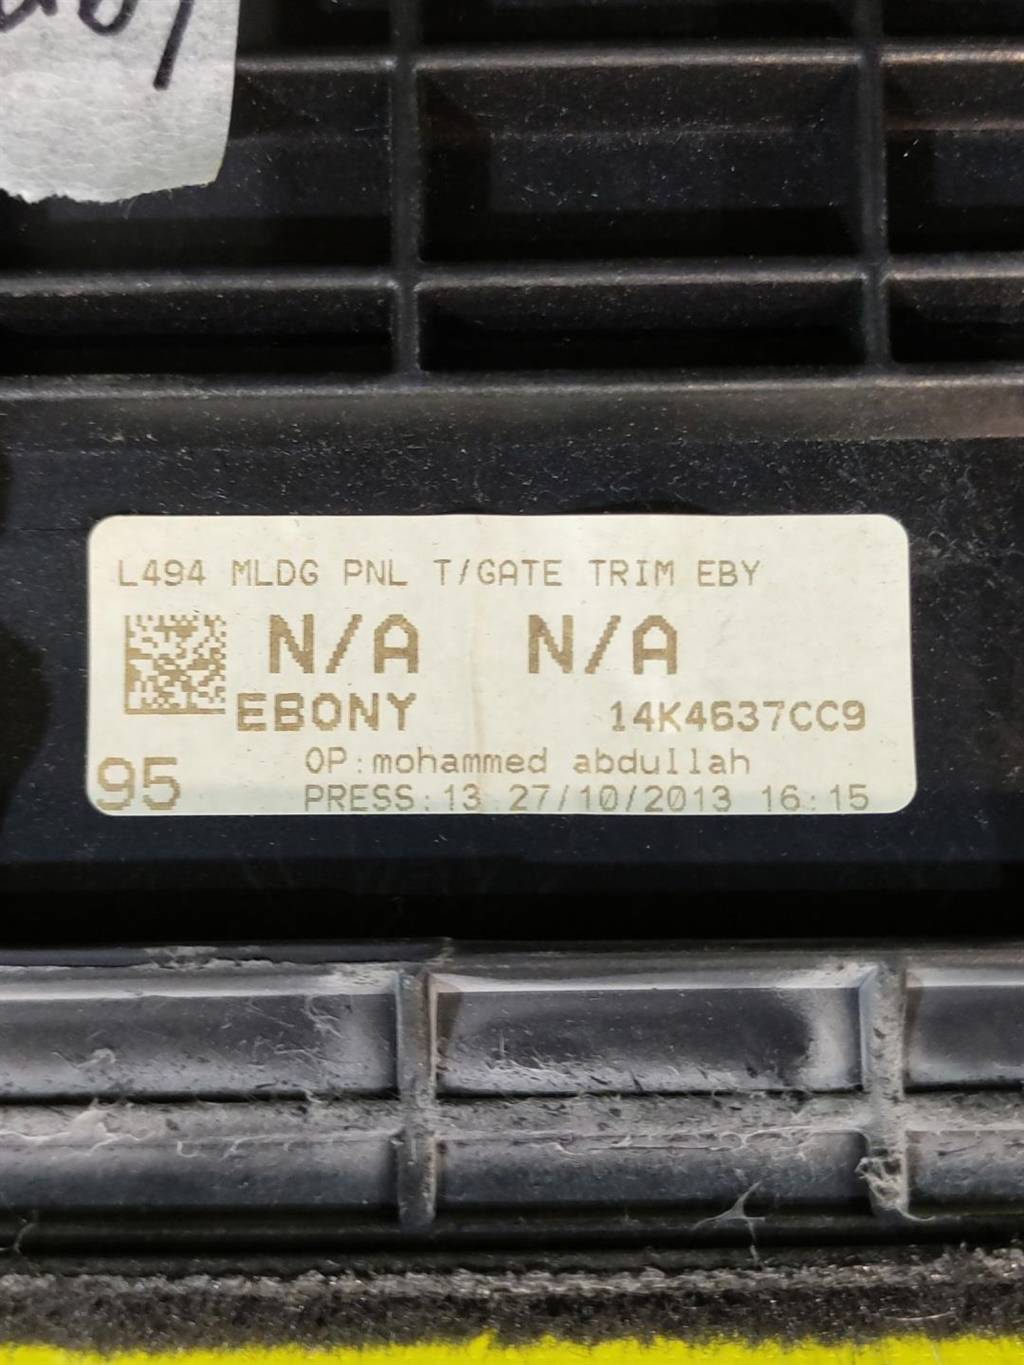 L494 MLDG PNL T/GATE TRIM EBY
N/A N/A
EBONY 14K4637CC9
OP:mohammed abdullah
95 PRESS:13 27/10/2013 16:15